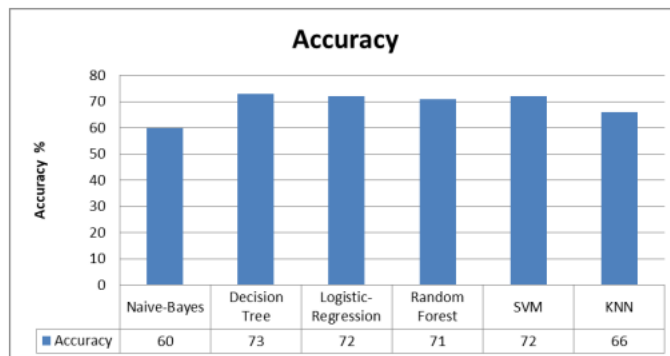 Accuracy
Accuracy %
80
70
60
50
40
30
20
10
0
Naive-Bayes
Decision
Tree
Logistic-
Regression
Random
Forest
SVM
KNN
Accuracy 60 73 72 71 72 66